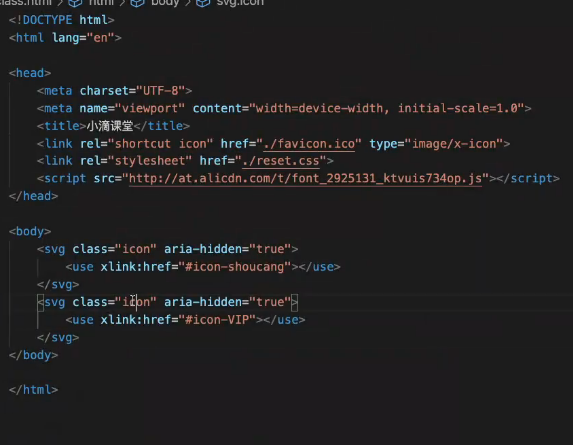 class.html > html > body > svg.icon
<!DOCTYPE html>
<html lang="en">
<head>
<meta charset="UTF-8">
<meta name="viewport" content="width=device-width, initial-scale=1.0">
<title>小滴课堂</title>
<link rel="shortcut icon" href="./favicon.ico" type="image/x-icon">
<link rel="stylesheet" href="./reset.css">
<script src="http://at.alicdn.com/t/font_2925131_ktvuis734op.js"></script>
</head>
<body>
<svg class="icon" aria-hidden="true">
<use xlink:href="#icon-shoucang"></use>
</svg>
<svg class="icon" aria-hidden="true">
<use xlink:href="#icon-VIP"></use>
</svg>
</body>
</html>